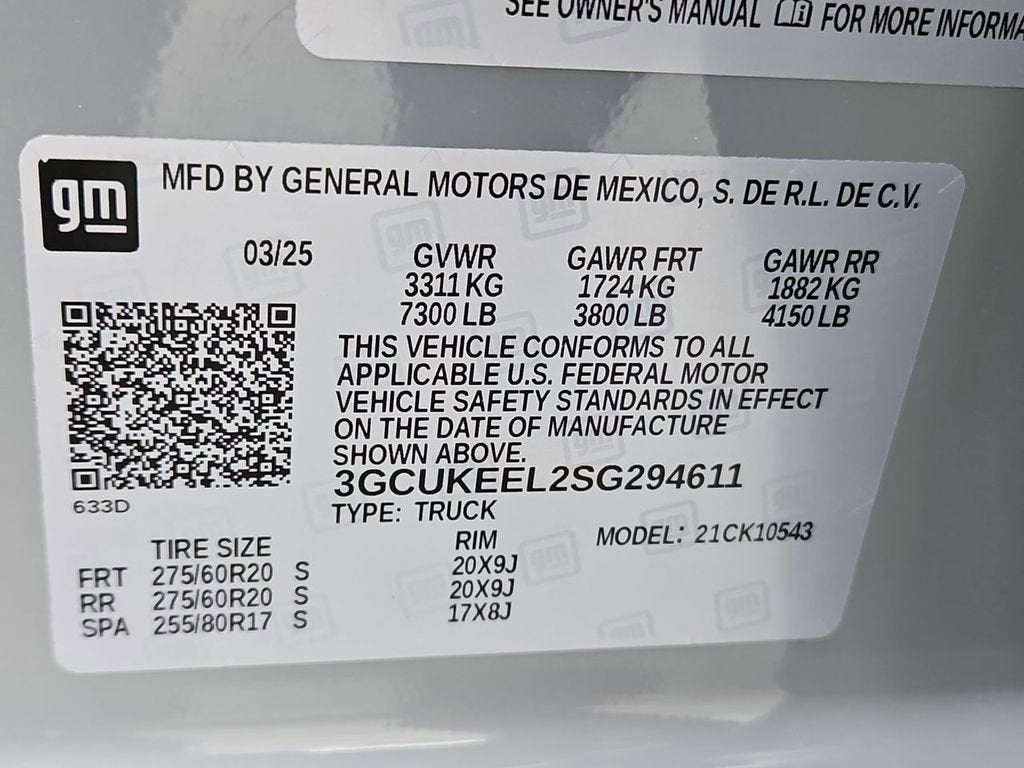 SEE OWNER'S MANUAL FOR MORE INFORMA
gm
MFD BY GENERAL MOTORS DE MEXICO, S. DE R.L. DE C.V.
03/25 GVWR GAWR FRT GAWR RR
3311 KG 1724 KG 1882 KG
7300 LB 3800 LB 4150 LB
THIS VEHICLE CONFORMS TO ALL
APPLICABLE U.S. FEDERAL MOTOR
VEHICLE SAFETY STANDARDS IN EFFECT
ON THE DATE OF MANUFACTURE
SHOWN ABOVE.
3GCUKEEL2SG294611
633D
TYPE: TRUCK
TIRE SIZE RIM MODEL: 21CK10543
FRT 275/60R20 S 20X9J
RR 275/60R20 S 20X9J
SPA 255/80R17 S 17X8J